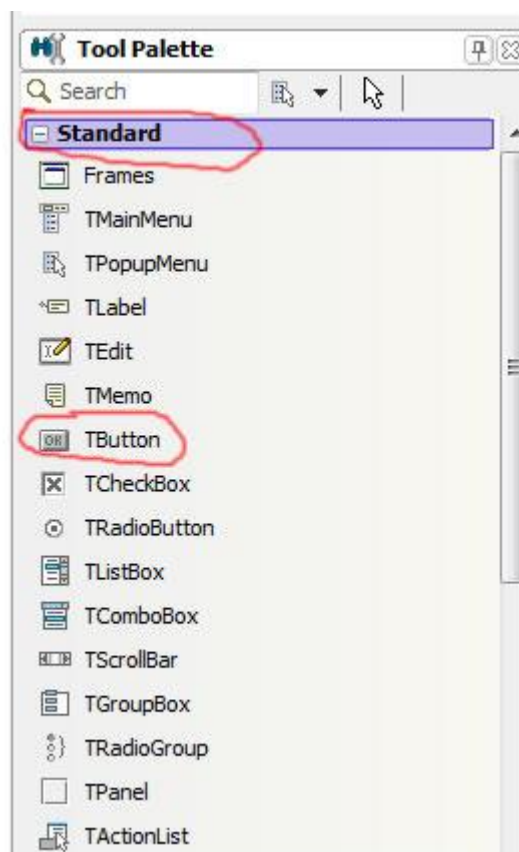 Tool Palette
Search
Standard
Frames
TMainMenu
TPopupMenu
TLabel
TEdit
TMemo
OK TButton
TCheckBox
TRadioButton
TListBox
TComboBox
TScrollBar
TGroupBox
TRadioGroup
TPanel
TActionList